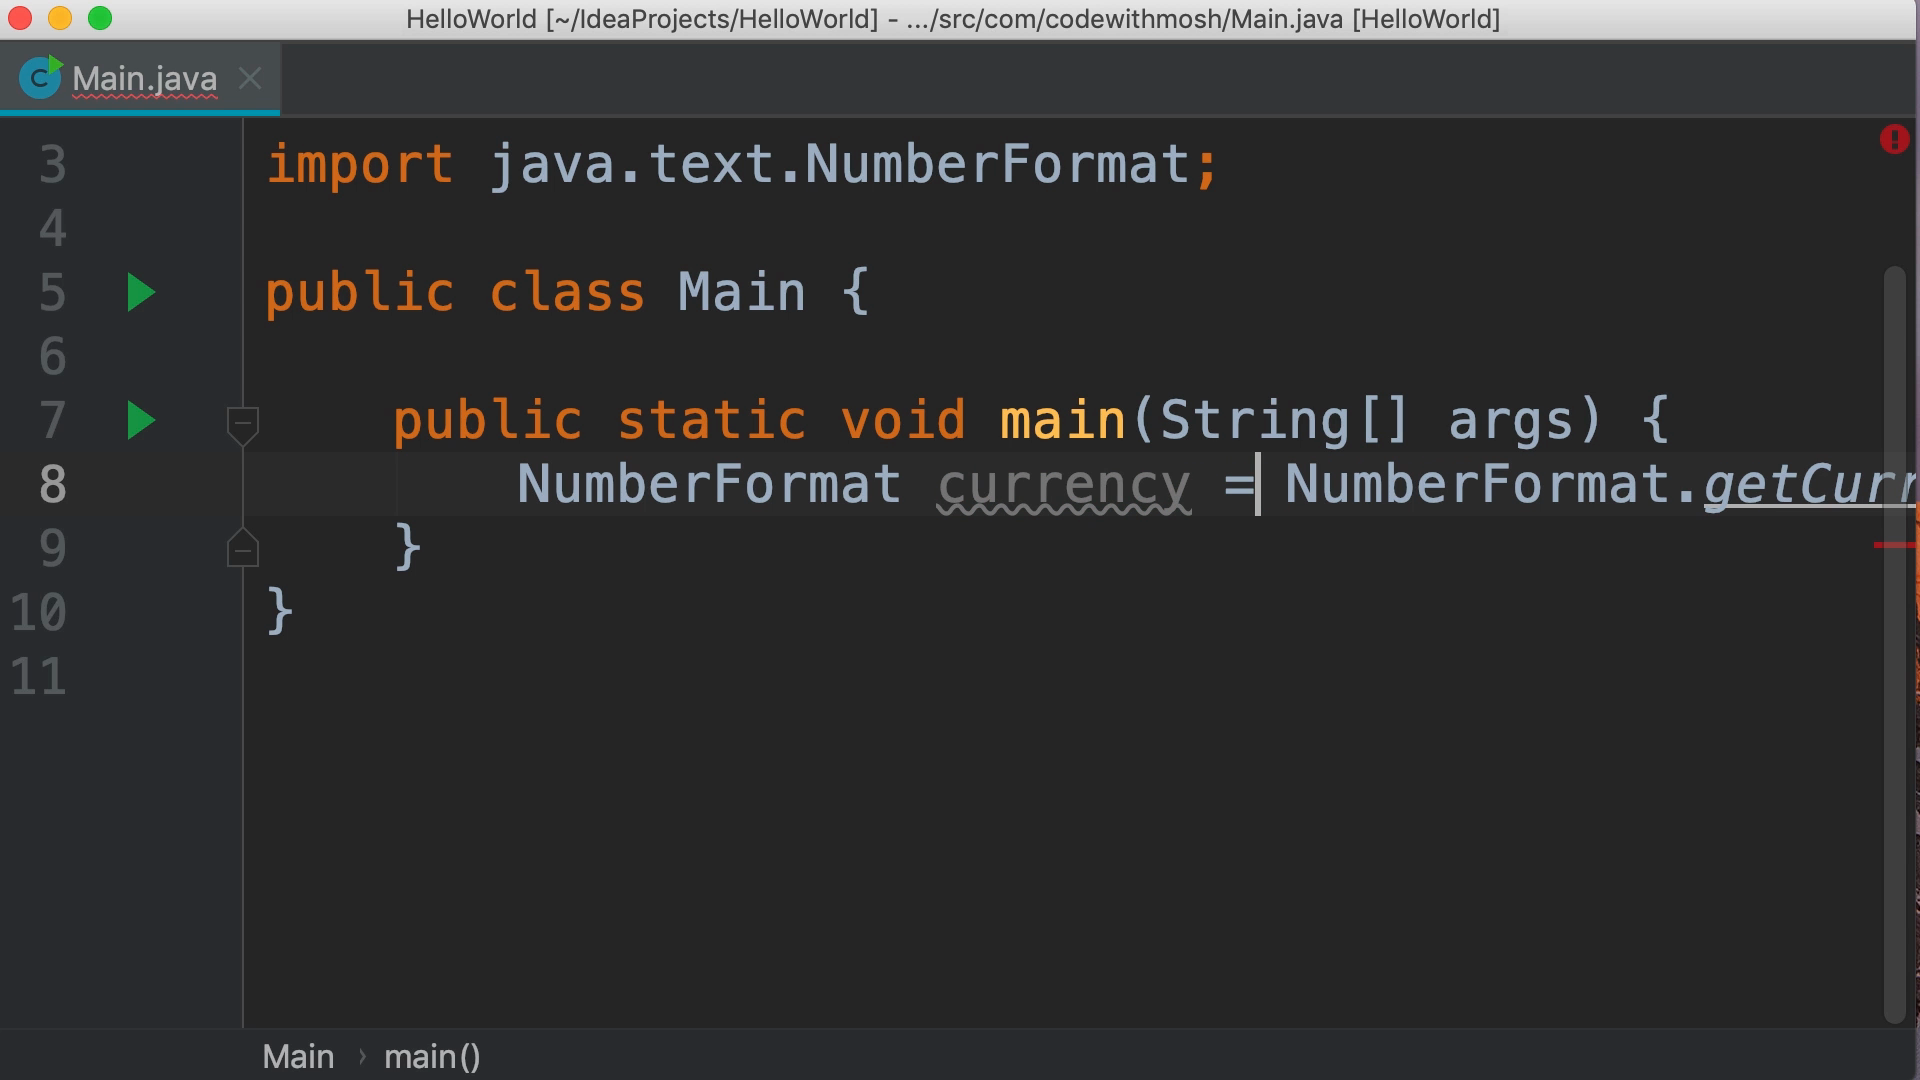 HelloWorld [~/IdeaProjects/HelloWorld] - .../src/com/codewithmosh/Main.java [HelloWorld]
C Main.java
3 import java.text.NumberFormat;
4
5 public class Main {
6
7 public static void main(String[] args) {
8 NumberFormat currency = NumberFormat.getCurr
9 }
10 }
11
Main › main()